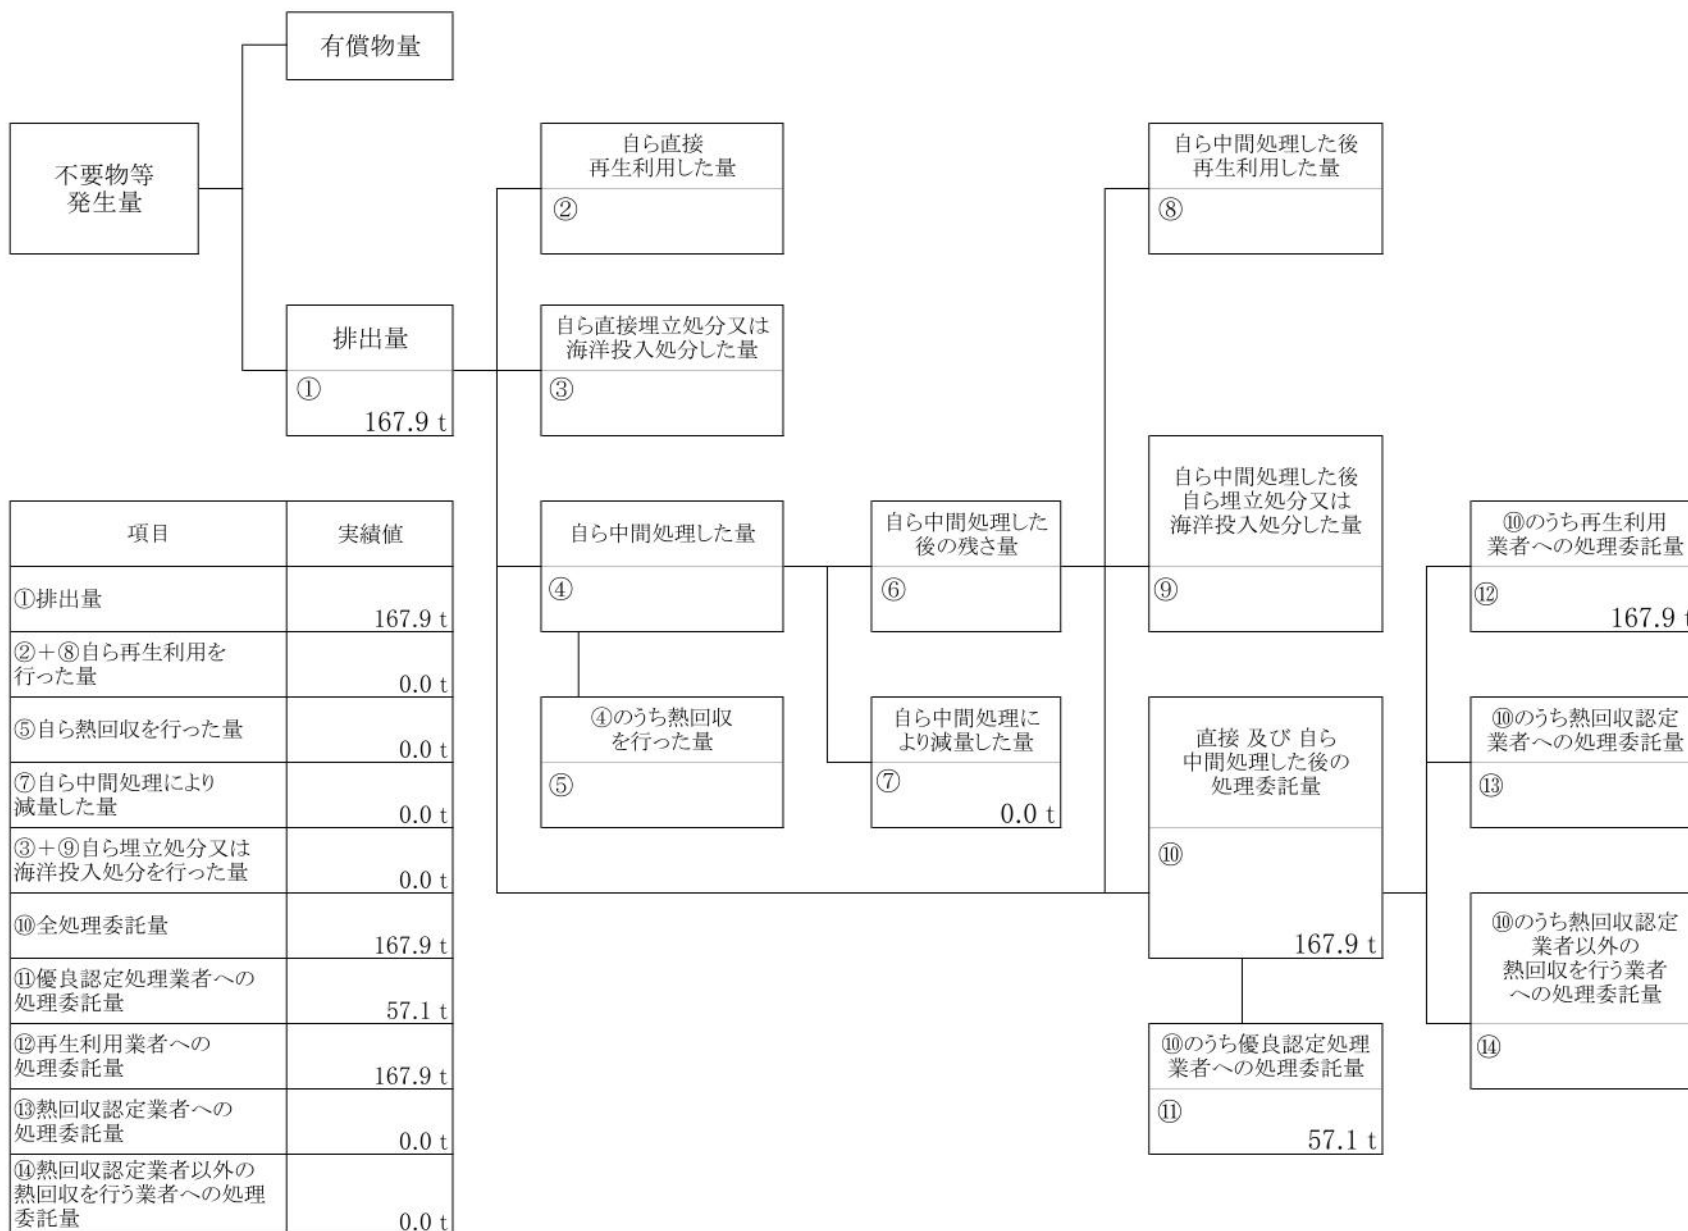 有償物量
不要物等
発生量
自ら直接
再生利用した量
②
自ら中間処理した後
再生利用した量
⑧
排出量
①
167.9 t
自ら直接埋立処分又は
海洋投入処分した量
③
自ら中間処理した量
④
自ら中間処理した
後の残さ量
⑥
自ら中間処理した後
自ら埋立処分又は
海洋投入処分した量
⑨
⑩のうち再生利用
業者への処理委託量
⑫
167.9 t
④のうち熱回収
を行った量
⑤
自ら中間処理に
より減量した量
⑦
0.0 t
直接 及び 自ら
中間処理した後の
処理委託量
⑩
167.9 t
⑩のうち熱回収認定
業者への処理委託量
⑬
⑩のうち熱回収認定
業者以外の
熱回収を行う業者
への処理委託量
⑭
⑩のうち優良認定処理
業者への処理委託量
⑪
57.1 t
項目 実績値
①排出量
167.9 t
②+⑧自ら再生利用を
行った量
0.0 t
⑤自ら熱回収を行った量
0.0 t
⑦自ら中間処理により
減量した量
0.0 t
③+⑨自ら埋立処分又は
海洋投入処分を行った量
0.0 t
⑩全処理委託量
167.9 t
⑪優良認定処理業者への
処理委託量
57.1 t
⑫再生利用業者への
処理委託量
167.9 t
⑬熱回収認定業者への
処理委託量
0.0 t
⑭熱回収認定業者以外の
熱回収を行う業者への処理
委託量
0.0 t